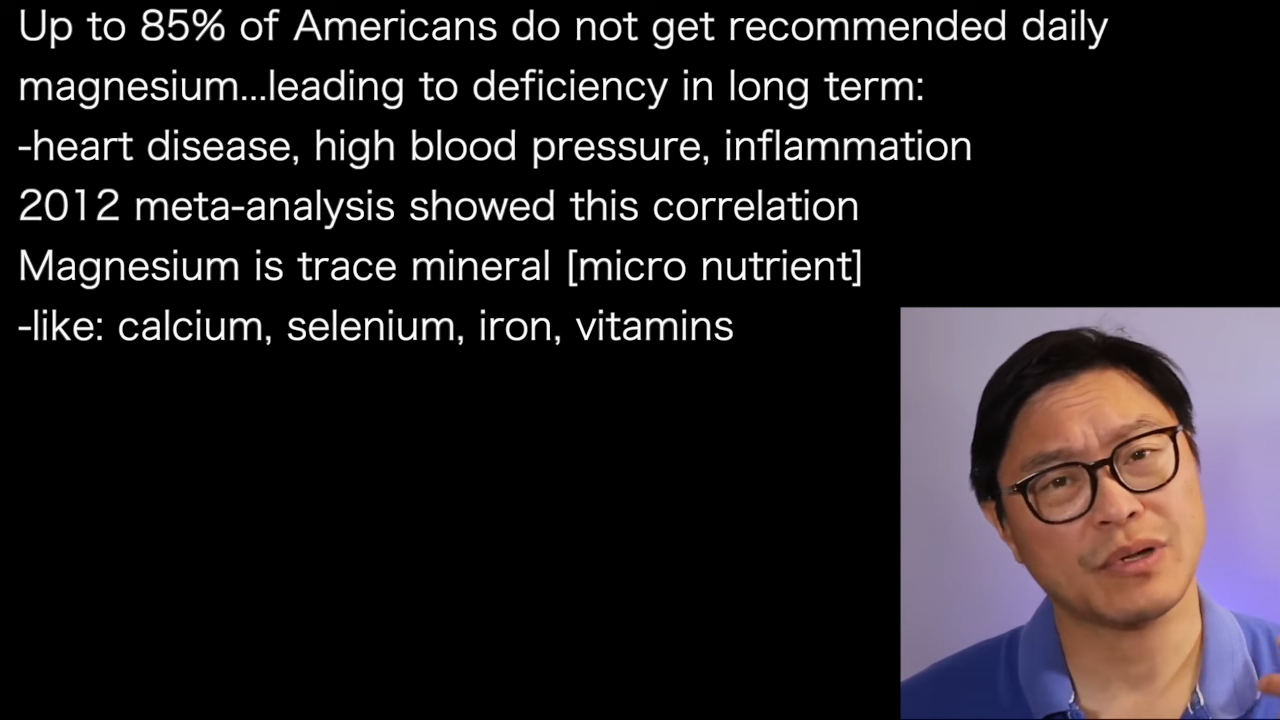 Up to 85% of Americans do not get recommended daily
magnesium...leading to deficiency in long term:
-heart disease, high blood pressure, inflammation
2012 meta-analysis showed this correlation
Magnesium is trace mineral [micro nutrient]
-like: calcium, selenium, iron, vitamins